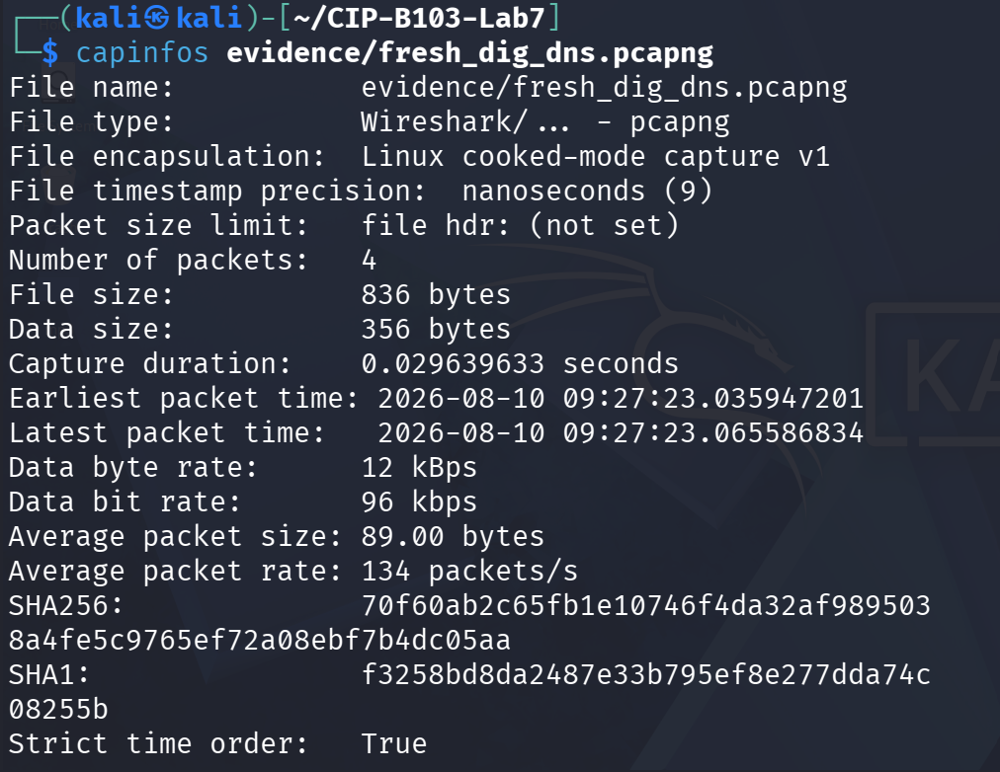 ┌──(kali㉿kali)-[~/CIP-B103-Lab7]
└─$ capinfos evidence/fresh_dig_dns.pcapng
File name:           evidence/fresh_dig_dns.pcapng
File type:           Wireshark/ ... - pcapng
File encapsulation:  Linux cooked-mode capture v1
File timestamp precision:  nanoseconds (9)
Packet size limit:   file hdr: (not set)
Number of packets:   4
File size:           836 bytes
Data size:           356 bytes
Capture duration:    0.029639633 seconds
Earliest packet time: 2026-08-10 09:27:23.035947201
Latest packet time:   2026-08-10 09:27:23.065586834
Data byte rate:      12 kBps
Data bit rate:       96 kbps
Average packet size: 89.00 bytes
Average packet rate: 134 packets/s
SHA256:              70f60ab2c65fb1e10746f4da32af989503
8a4fe5c9765ef72a08ebf7b4dc05aa
SHA1:                f3258bd8da2487e33b795ef8e277dda74c
08255b
Strict time order:   True
KA